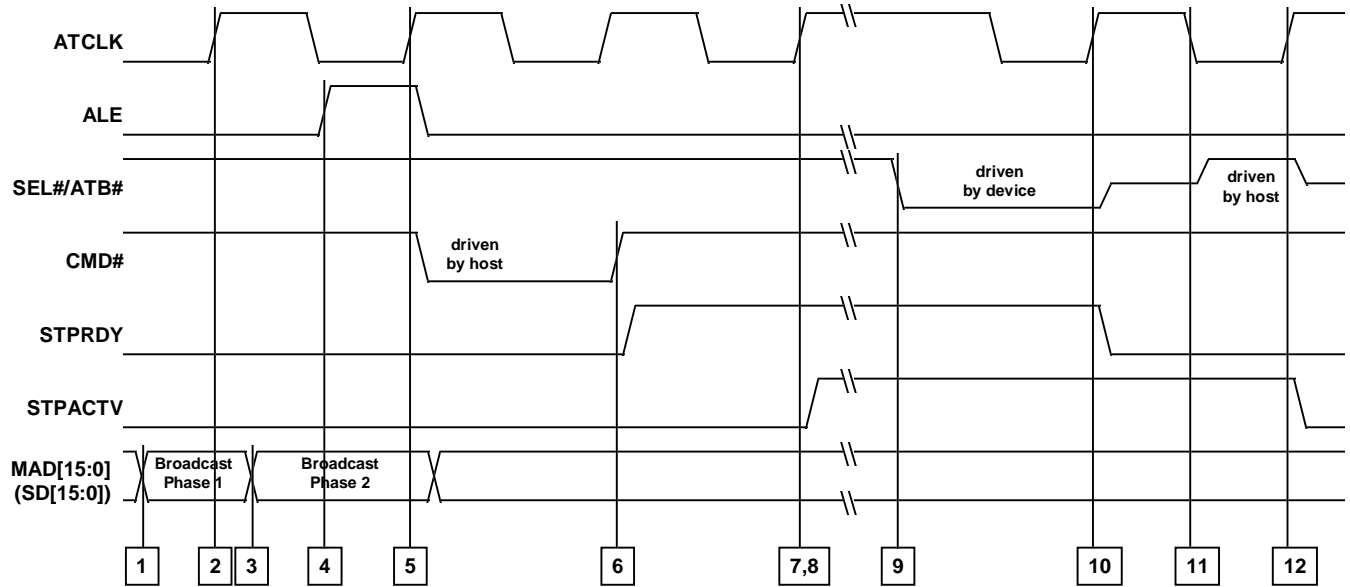 ATCLK
ALE
SEL#/ATB#
driven
by device
driven
by host
CMD#
driven
by host
STPRDY
STPACTV
MAD[15:0]
(SD[15:0])
Broadcast
Phase 1
Broadcast
Phase 2
1
2
3
4
5
6
7,8
9
10
11
12